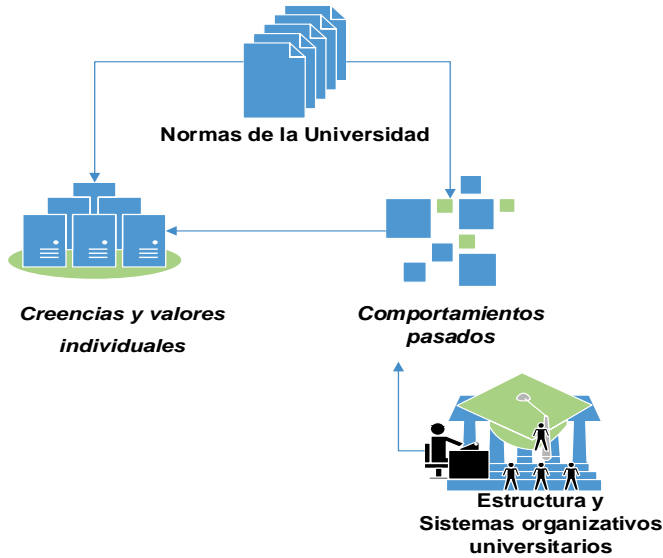 Normas de la Universidad
Creencias y valores
individuales
Comportamientos
pasados
Estructura y
Sistemas organizativos
universitarios